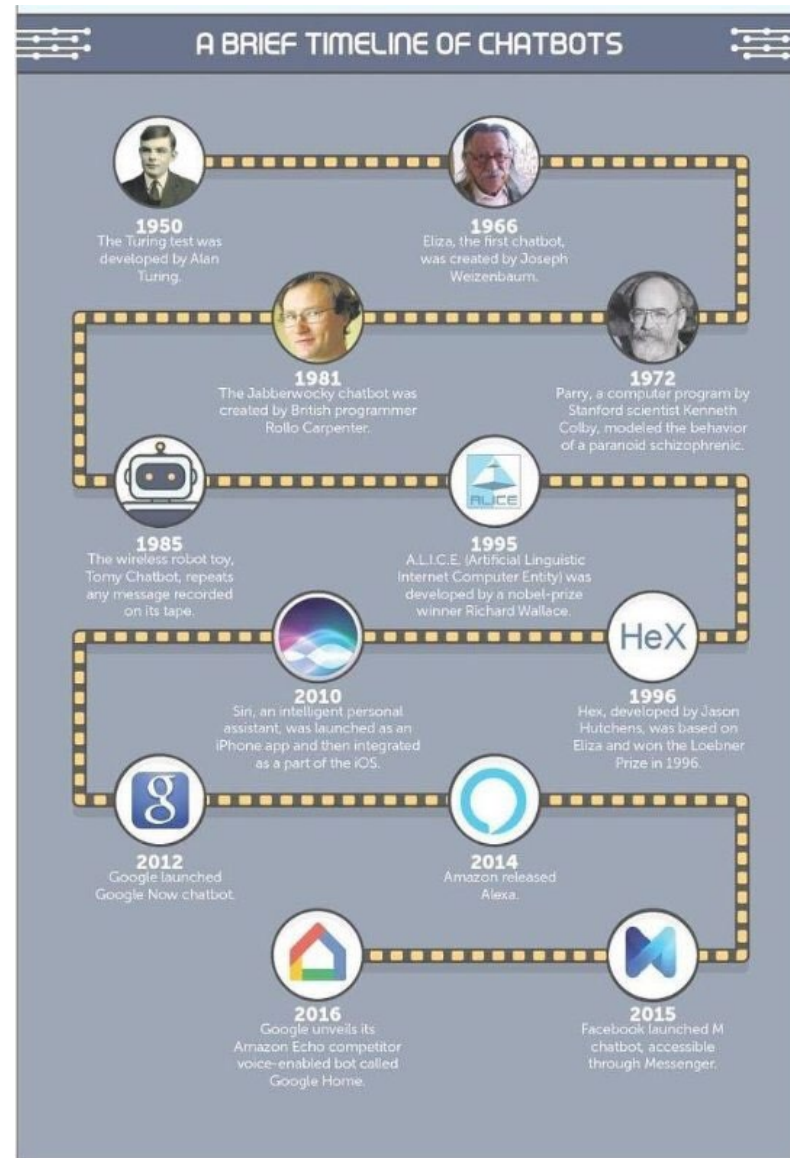 A BRIEF TIMELINE OF CHATBOTS
1950
The Turing test was
developed by Alan
Turing.
1966
Eliza, the first chatbot,
was created by Joseph
Weizenbaum.
1972
Parry, a computer program by
Stanford scientist Kenneth
Colby, modeled the behavior
of a paranoid schizophrenic.
1981
The Jabberwocky chatbot was
created by British programmer
Rollo Carpenter.
1985
The wireless robot toy,
Tomy Chatbot, repeats
any message recorded
on its tape.
ALICE
1995
A.L.I.C.E. (Artificial Linguistic
Internet Computer Entity) was
developed by a nobel-prize
winner Richard Wallace.
HeX
1996
Hex, developed by Jason
Hutchens, was based on
Eliza and won the Loebner
Prize in 1996.
2010
Siri, an intelligent personal
assistant, was launched as an
iPhone app and then integrated
as a part of the iOS.
g
2012
Google launched
Google Now chatbot.
2014
Amazon released
Alexa.
2015
Facebook launched M
chatbot, accessible
through Messenger.
2016
Google unveils its
Amazon Echo competitor
voice-enabled bot called
Google Home.